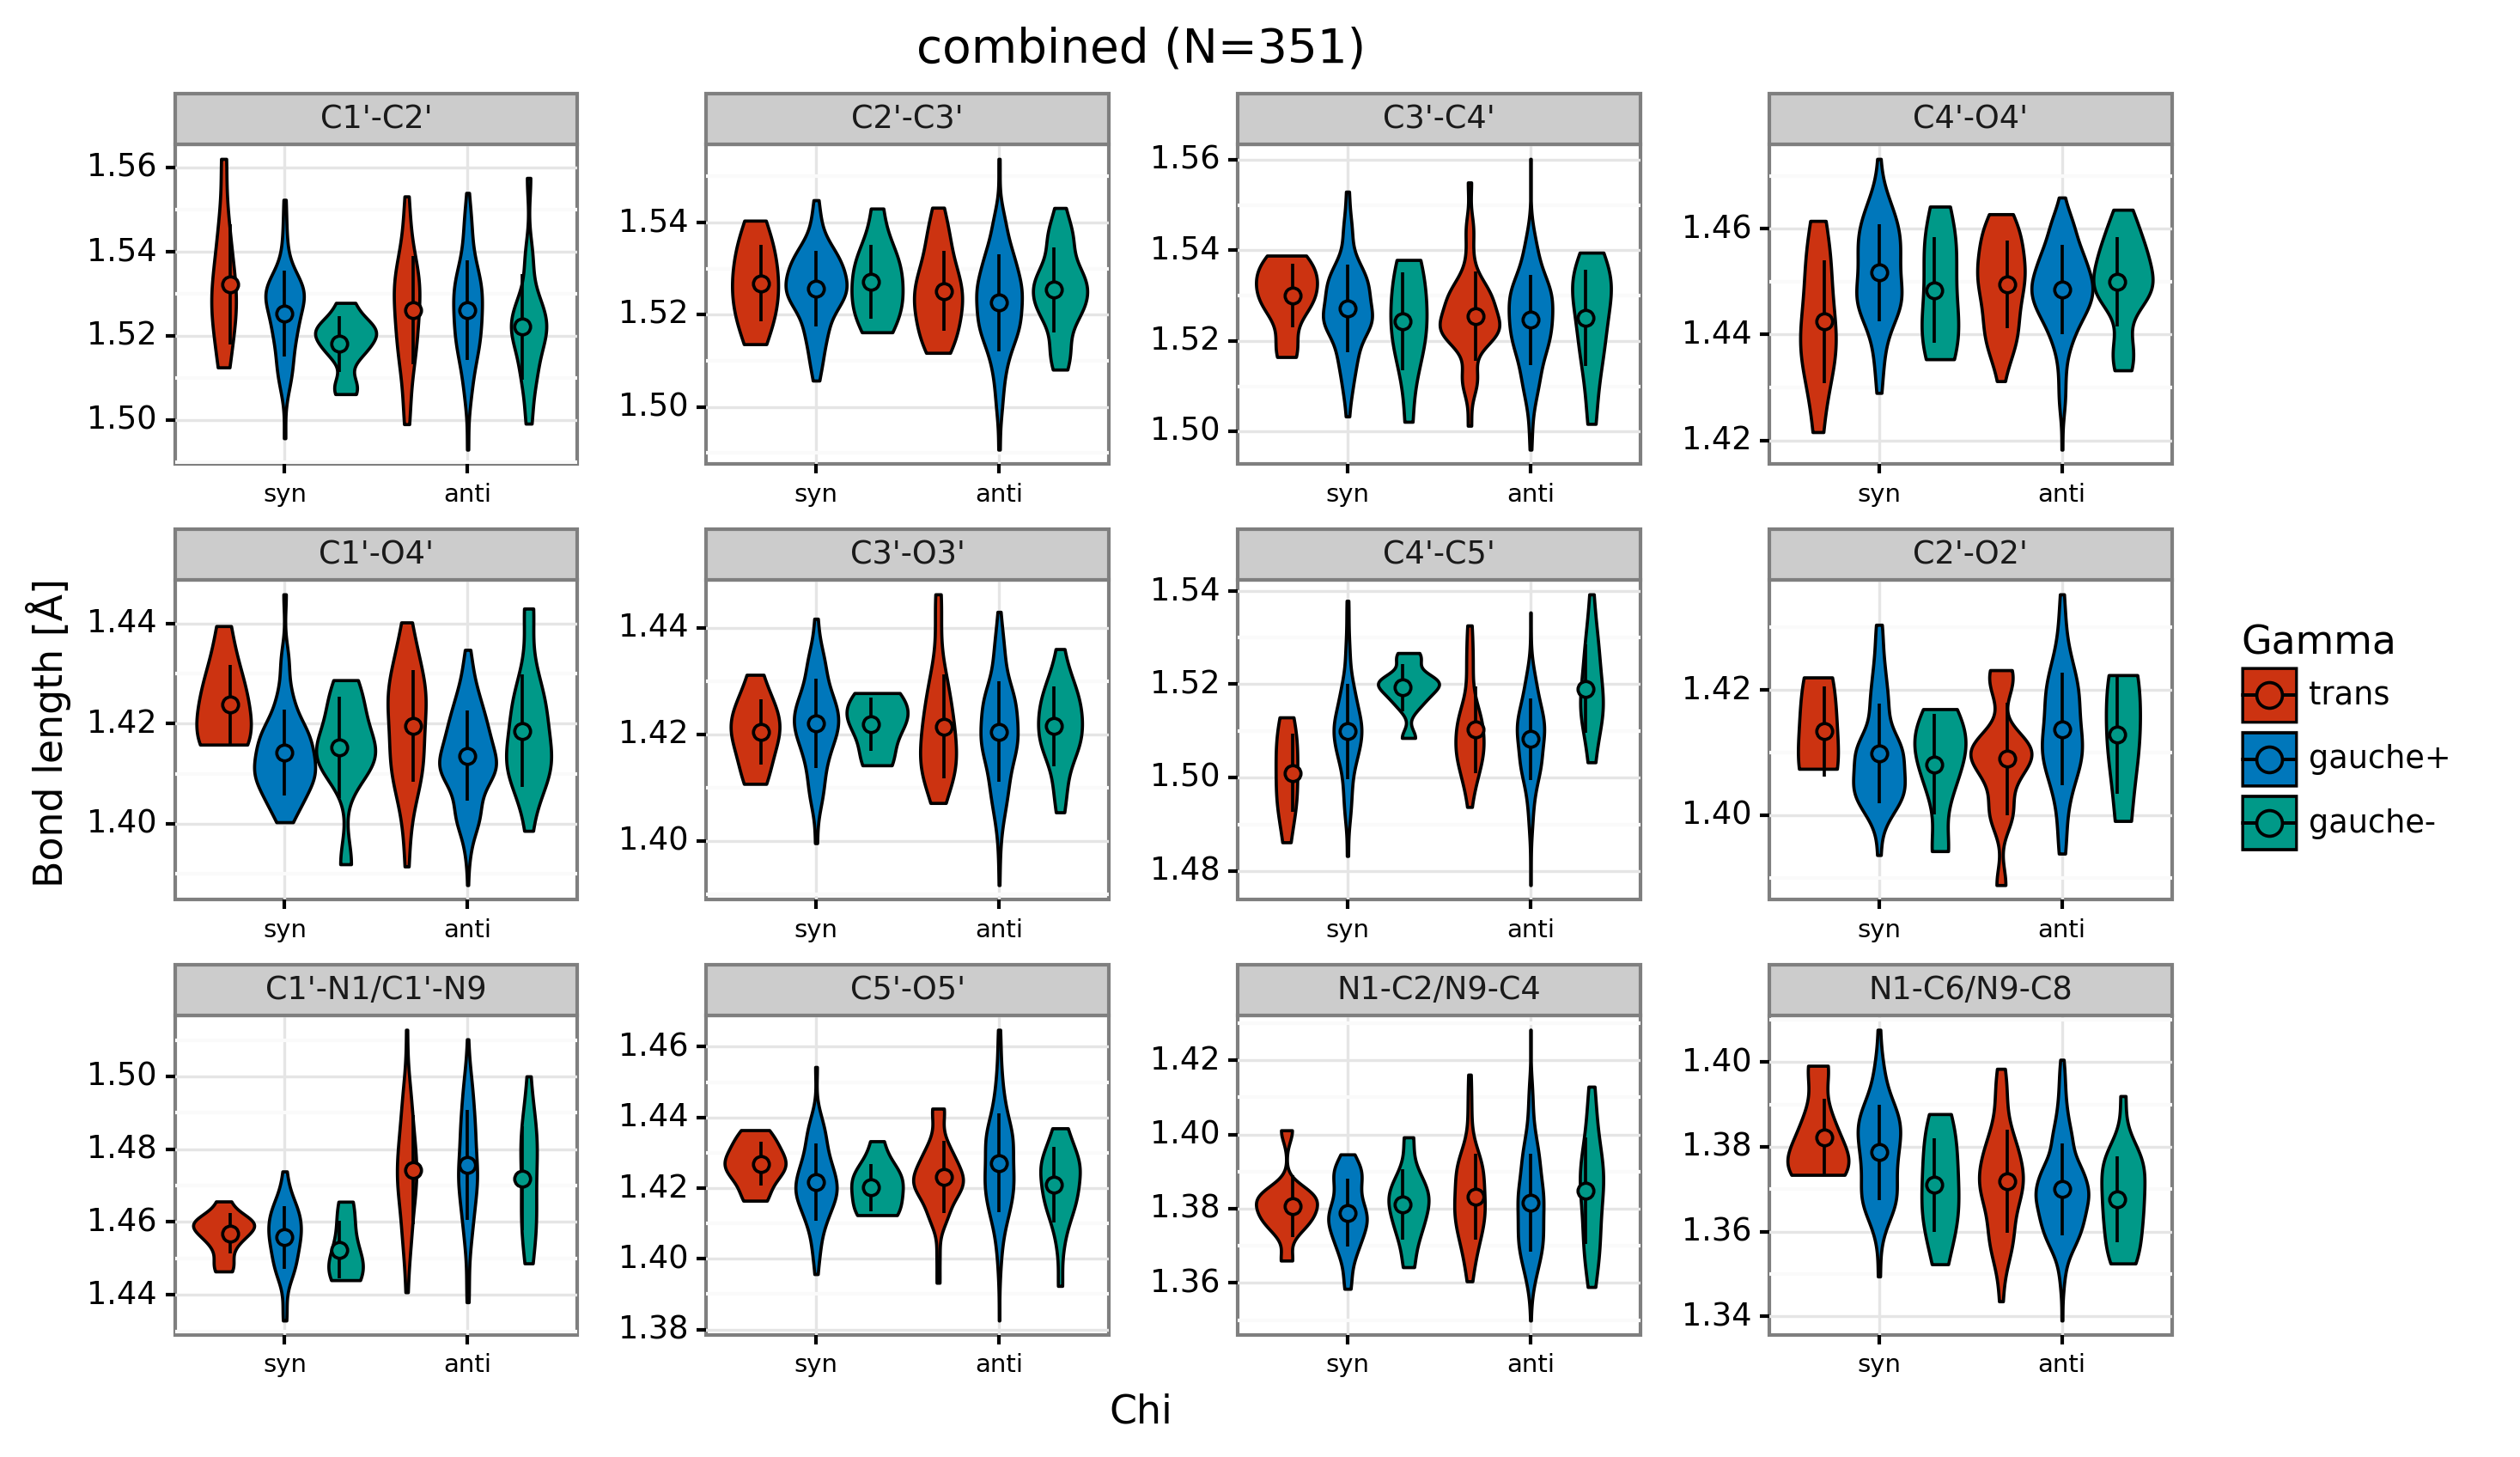 combined (N=351)
C1'-C2'
C2'-C3'
C3'-C4'
C4'-O4'
1.56
1.54
1.52
1.50
1.54
1.52
1.50
1.56
1.54
1.52
1.50
1.46
1.44
1.42
syn anti
syn anti
syn anti
syn anti
C1'-O4'
C3'-O3'
C4'-C5'
C2'-O2'
1.44
1.42
1.40
1.44
1.42
1.40
1.54
1.52
1.50
1.48
1.42
1.40
syn anti
syn anti
syn anti
syn anti
C1'-N1/C1'-N9
C5'-O5'
N1-C2/N9-C4
N1-C6/N9-C8
1.50
1.48
1.46
1.44
1.46
1.44
1.42
1.40
1.38
1.42
1.40
1.38
1.36
1.40
1.38
1.36
1.34
syn anti
syn anti
syn anti
syn anti
Bond length [Å]
Chi
Gamma
trans
gauche+
gauche-